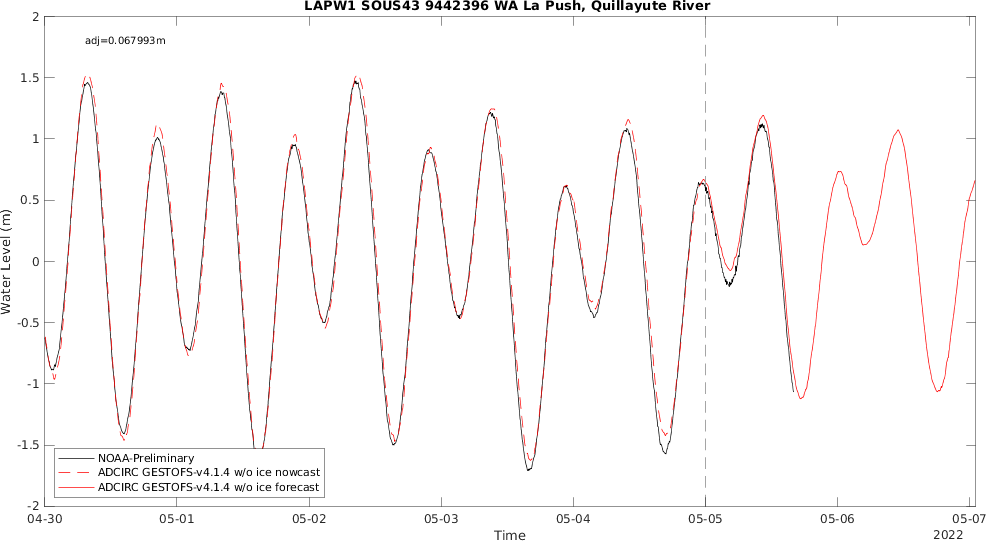 LAPW1 SOUS43 9442396 WA La Push, Quillayute River
adj=0.067993m
2
1.5
1
0.5
0
-0.5
-1
-1.5
-2
Water Level (m)
NOAA-Preliminary
ADCIRC GESTOFS-v4.1.4 w/o ice nowcast
ADCIRC GESTOFS-v4.1.4 w/o ice forecast
04-30 05-01 05-02 05-03 05-04 05-05 05-06 05-07
Time
2022